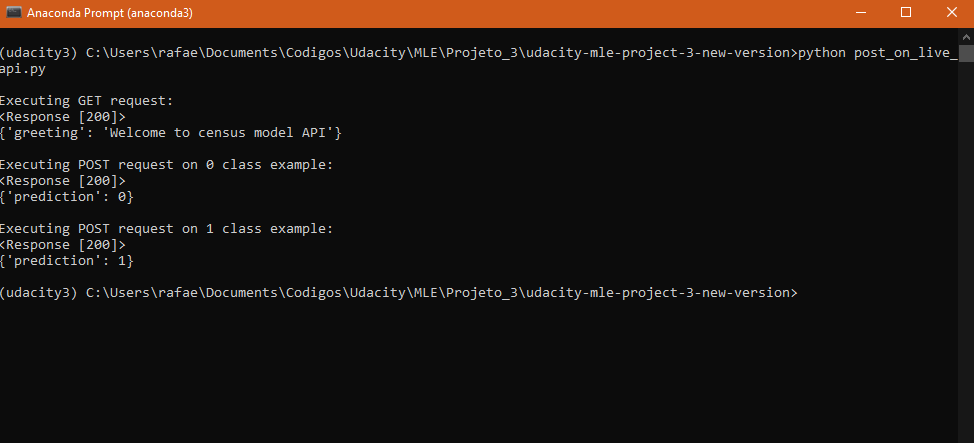 Anaconda Prompt (anaconda3)
(udacity3) C:\Users\rafae\Documents\Codigos\Udacity\MLE\Projeto_3\udacity-mle-project-3-new-version>python post_on_live_
api.py
Executing GET request:
<Response [200]>
{'greeting': 'Welcome to census model API'}
Executing POST request on 0 class example:
<Response [200]>
{'prediction': 0}
Executing POST request on 1 class example:
<Response [200]>
{'prediction': 1}
(udacity3) C:\Users\rafae\Documents\Codigos\Udacity\MLE\Projeto_3\udacity-mle-project-3-new-version>